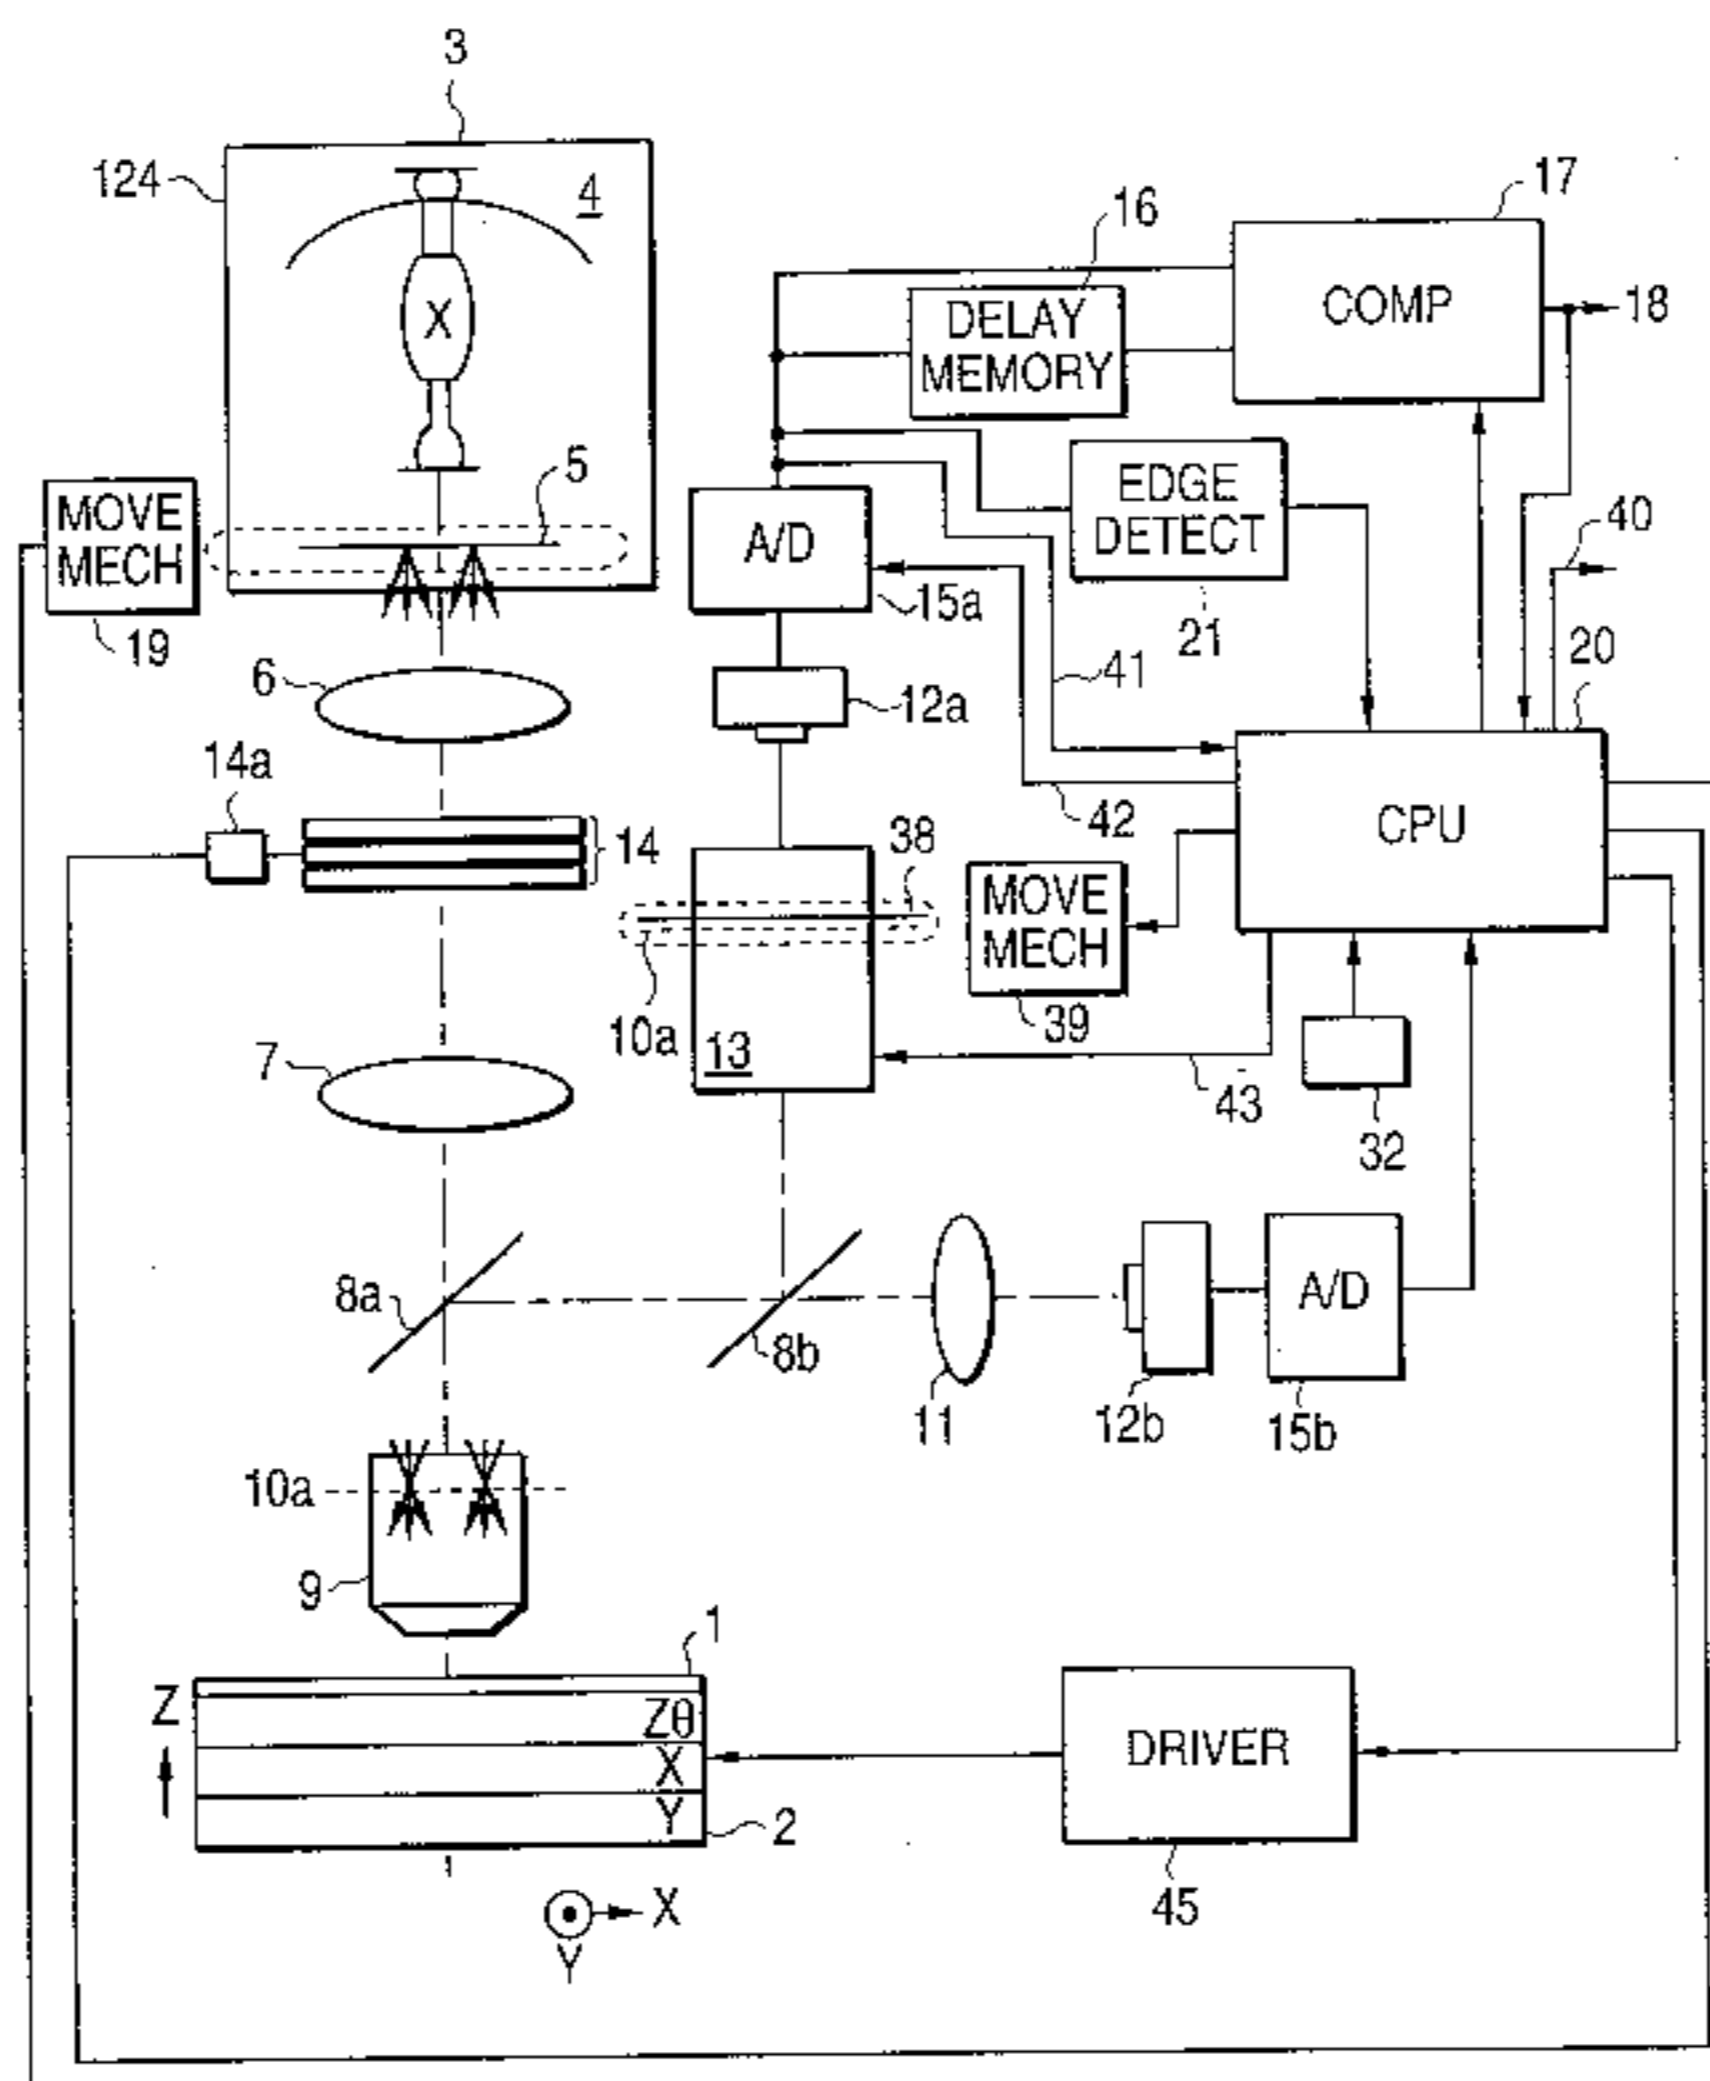 3
124
4
X
16
17
DELAY
MEMORY
COMP
18
5
MOVE
MECH
19
A/D
15a
EDGE
DETECT
21
40
20
6
12a
41
14a
14
42
CPU
38
MOVE
MECH
39
10a
13
7
43
32
8a
8b
11
12b
A/D
15b
10a
9
1
Z
Zθ
X
Y
2
DRIVER
45
X
Y